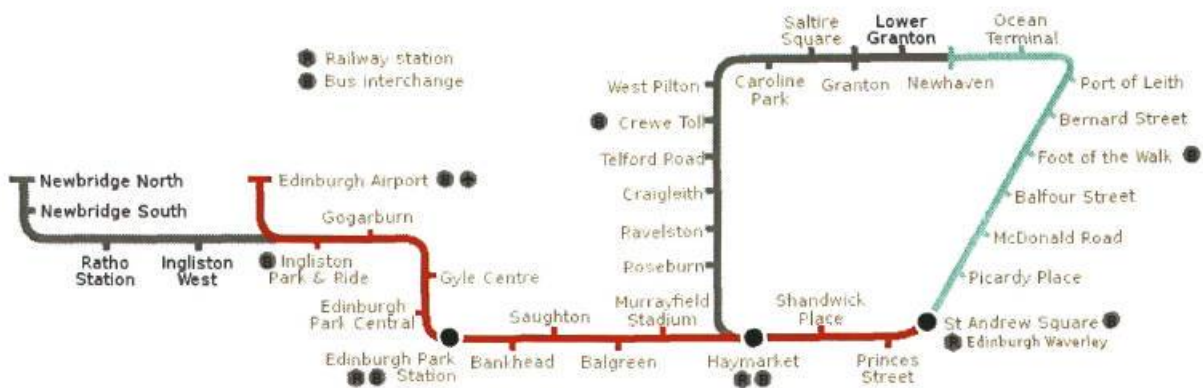 Railway station
Bus interchange
Saltire
Square
Lower
Granton
Ocean
Terminal
West Pilton
Caroline
Park
Granton
Newhaven
Port of Leith
Crewe Toll
Bernard Street
Telford Road
Foot of the Walk
Newbridge North
Edinburgh Airport
Craigleith
Balfour Street
Newbridge South
Gogarburn
Ravelston
McDonald Road
Ratho
Station
Ingliston
West
Ingliston
Park & Ride
Gyle Centre
Roseburn
Picardy Place
Edinburgh
Park Central
Saughton
Murrayfield
Stadium
Shandwick
Place
St Andrew Square
Edinburgh Waverley
Edinburgh Park
Station
Bankhead
Balgreen
Haymarket
Princes
Street